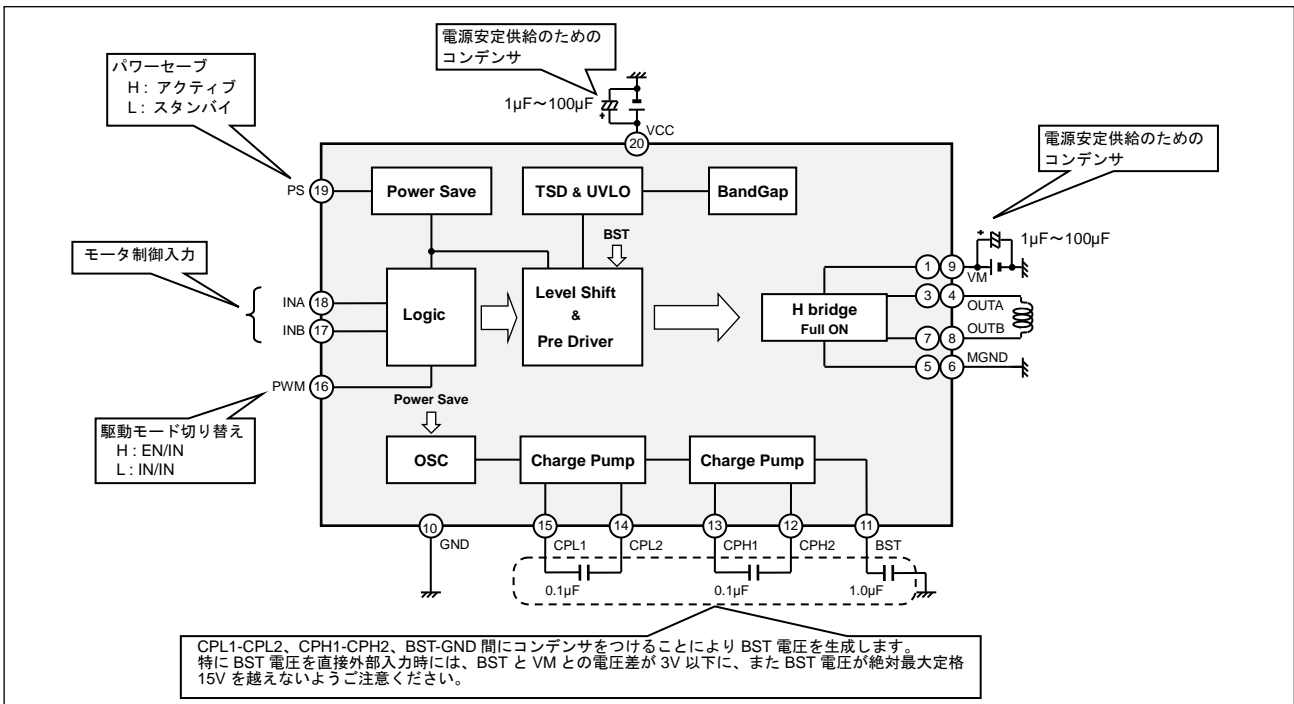 電源安定供給のための
コンデンサ
パワーセーブ
H : アクティブ
L : スタンバイ
1µF～100µF
+
VCC
20
電源安定供給のための
コンデンサ
PS
19
Power Save
TSD & UVLO
BandGap
BST
+
1µF～100µF
モータ制御入力
1
9
VM
INA
18
INB
17
Logic
Level Shift
&
Pre Driver
H bridge
Full ON
3
4
OUTA
OUTB
7
8
5
6
MGND
PWM
16
Power Save
駆動モード切り替え
H : EN/IN
L : IN/IN
OSC
Charge Pump
Charge Pump
10
GND
15
CPL1
14
CPL2
13
CPH1
12
CPH2
11
BST
0.1µF
0.1µF
1.0µF
CPL1-CPL2、CPH1-CPH2、BST-GND 間にコンデンサをつけることにより BST 電圧を生成します。
特に BST 電圧を直接外部入力時には、BST と VM との電圧差が 3V 以下に、また BST 電圧が絶対最大定格
15V を越えないようご注意ください。